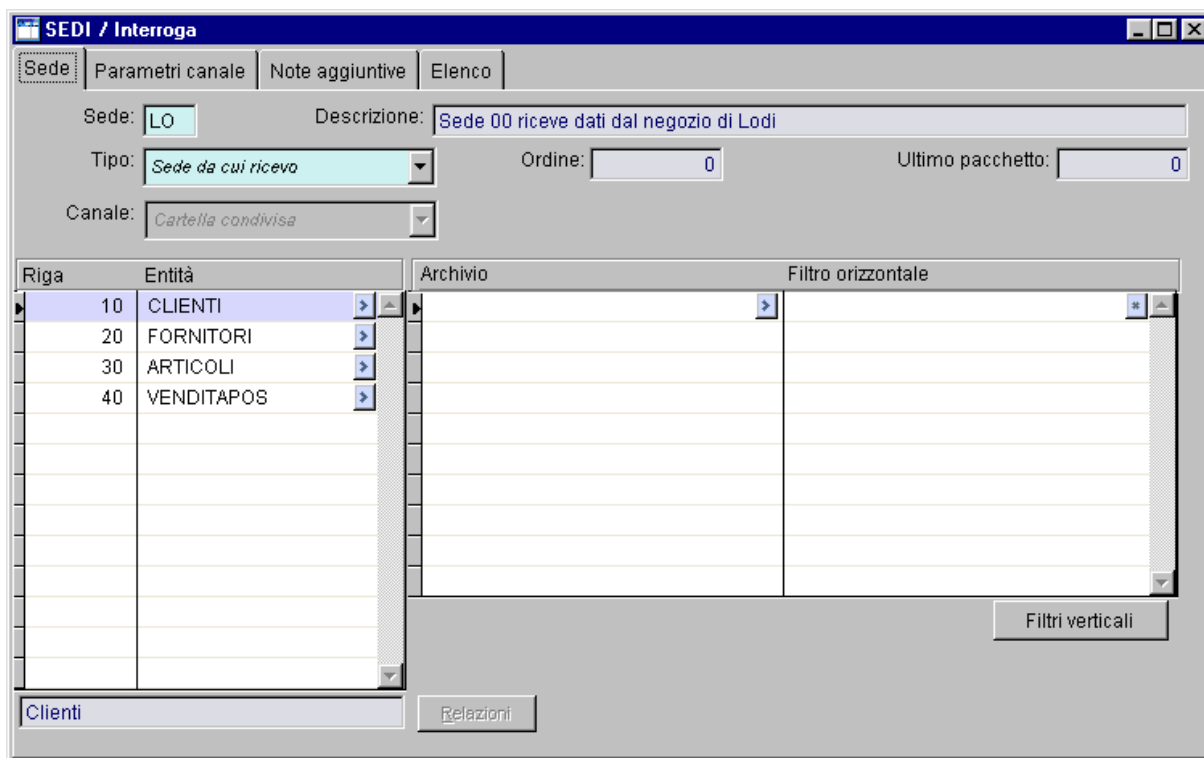 SEDI / Interroga
Sede Parametri canale Note aggiuntive Elenco
Sede: LO Descrizione: Sede 00 riceve dati dal negozio di Lodi
Tipo: Sede da cui ricevo Ordine: 0 Ultimo pacchetto: 0
Canale: Cartella condivisa
Riga Entità Archivio Filtro orizzontale
10 CLIENTI
20 FORNITORI
30 ARTICOLI
40 VENDITAPOS
Filtri verticali
Clienti Relazioni